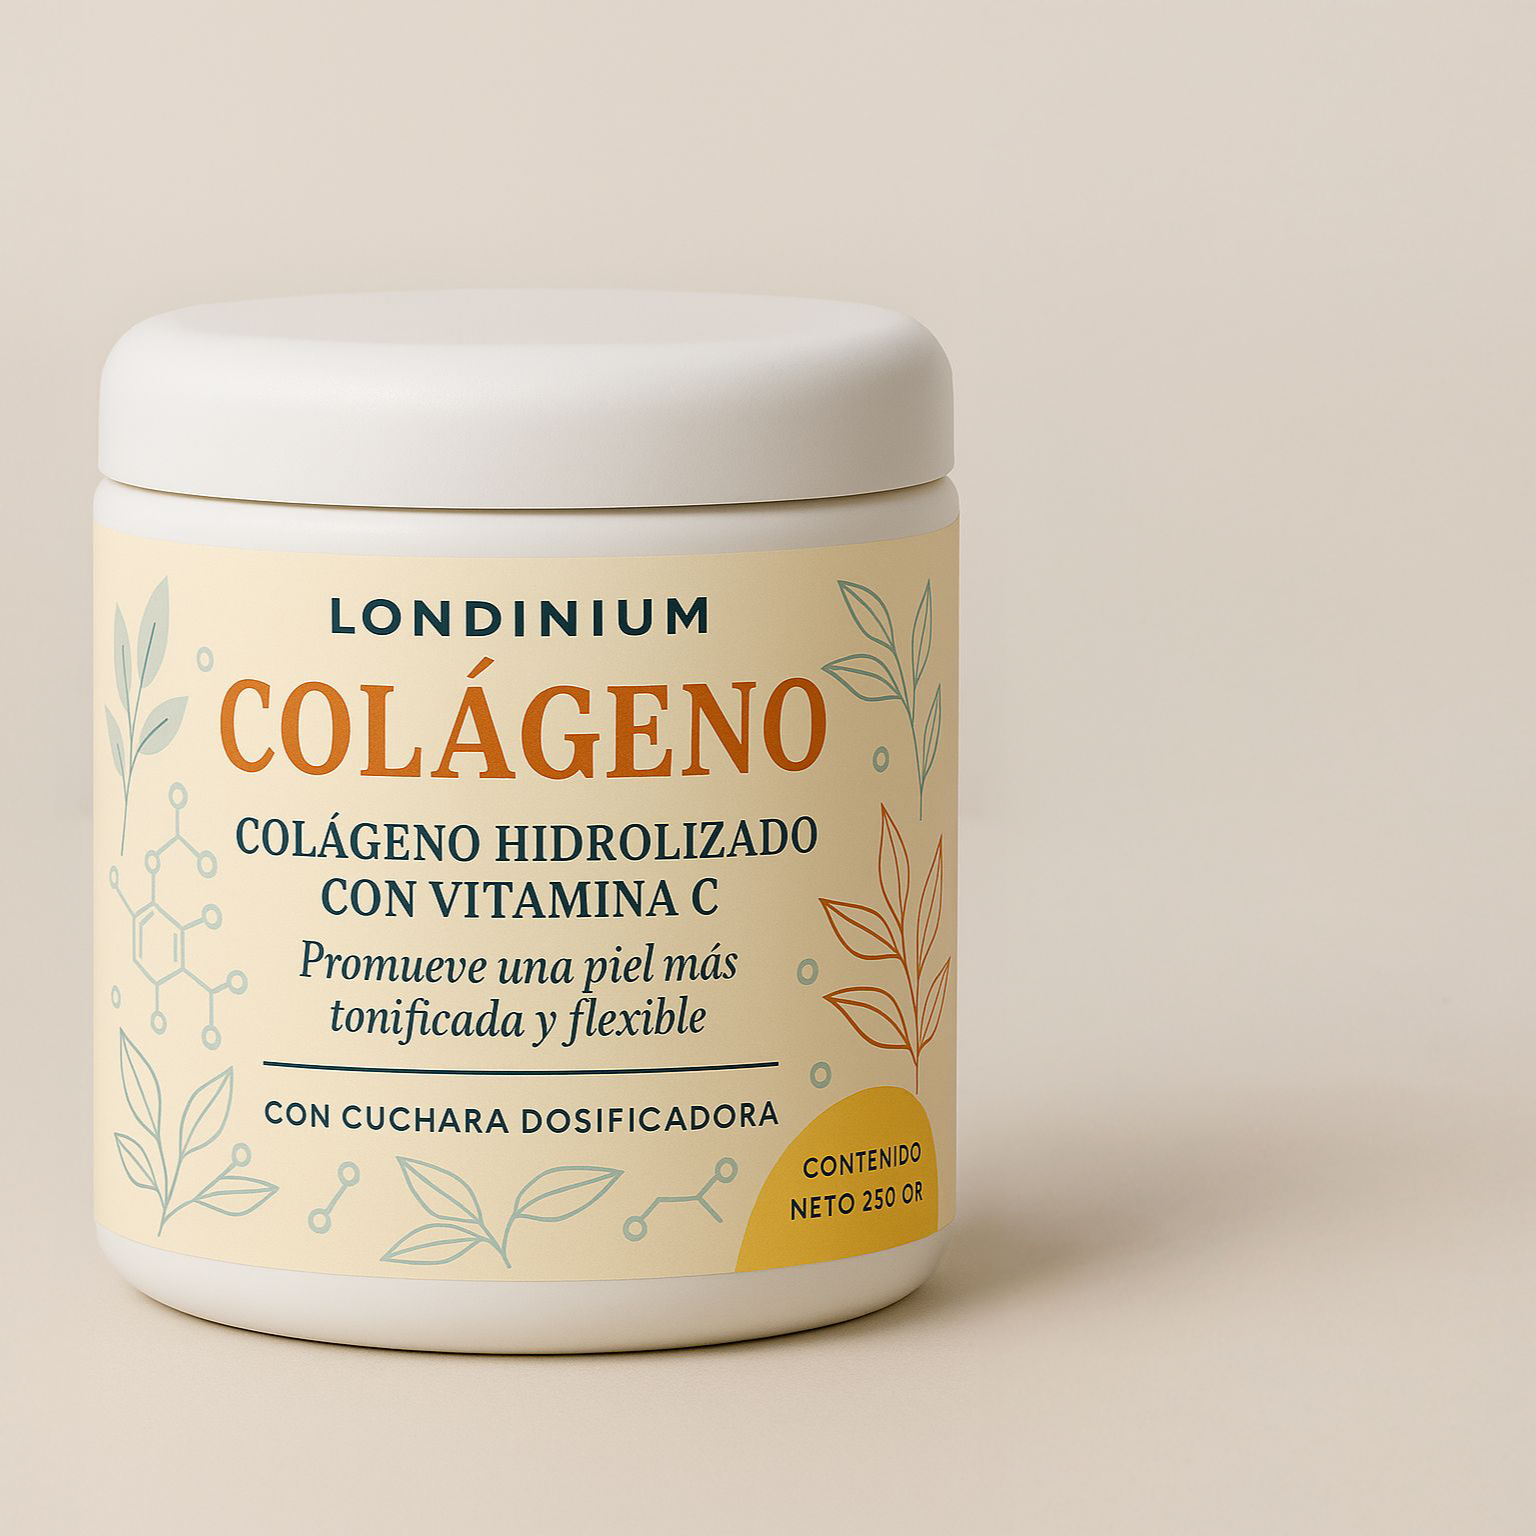 LONDINIUM
COLÁGENO
COLÁGENO HIDROLIZADO
CON VITAMINA C
Promueve una piel más
tonificada y flexible
CON CUCHARA DOSIFICADORA
CONTENIDO
NETO 250 OR